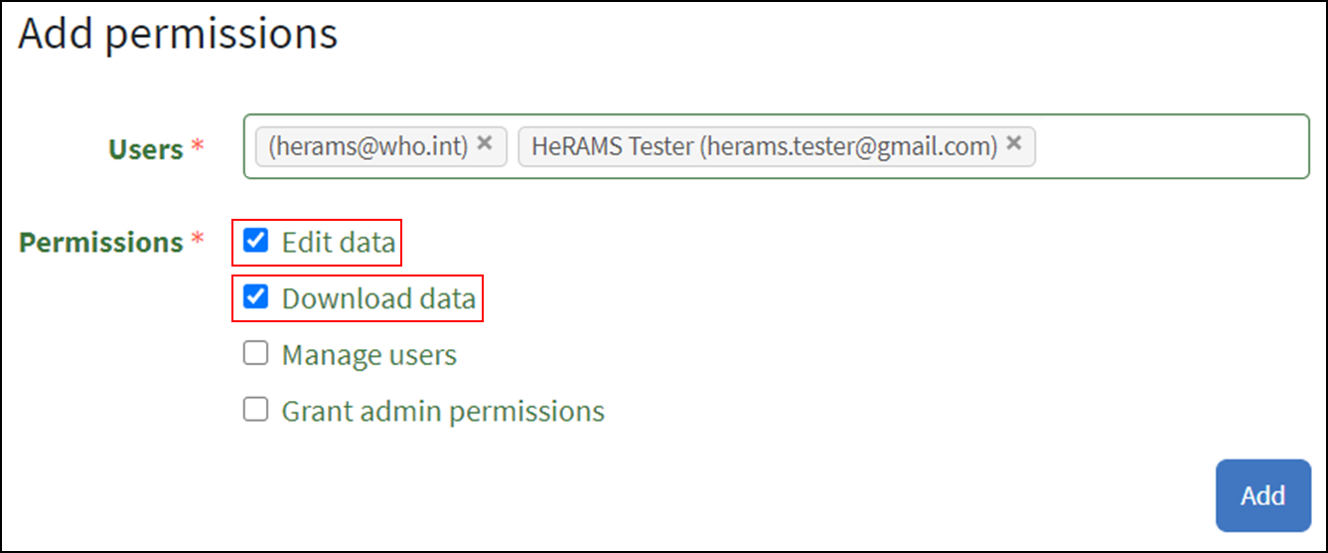 Add permissions
Users * (herams@who.int) × HeRAMS Tester (herams.tester@gmail.com) ×
Permissions * Edit data
Download data
Manage users
Grant admin permissions
Add